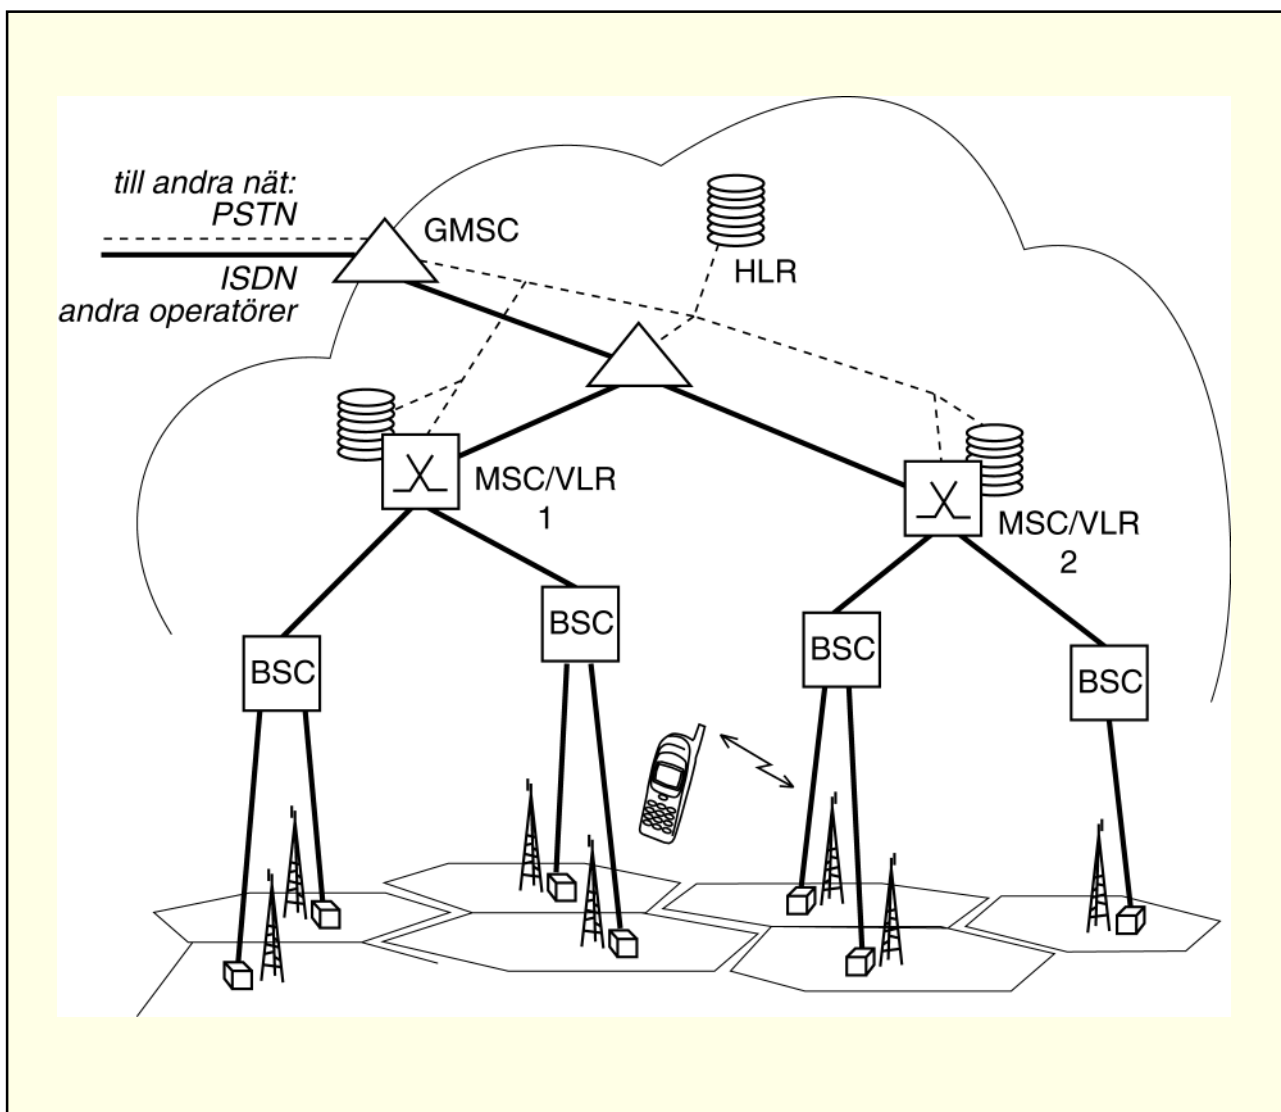 till andra nät:
PSTN
GMSC
ISDN
andra operatörer
HLR
MSC/VLR
1
MSC/VLR
2
BSC
BSC
BSC
BSC